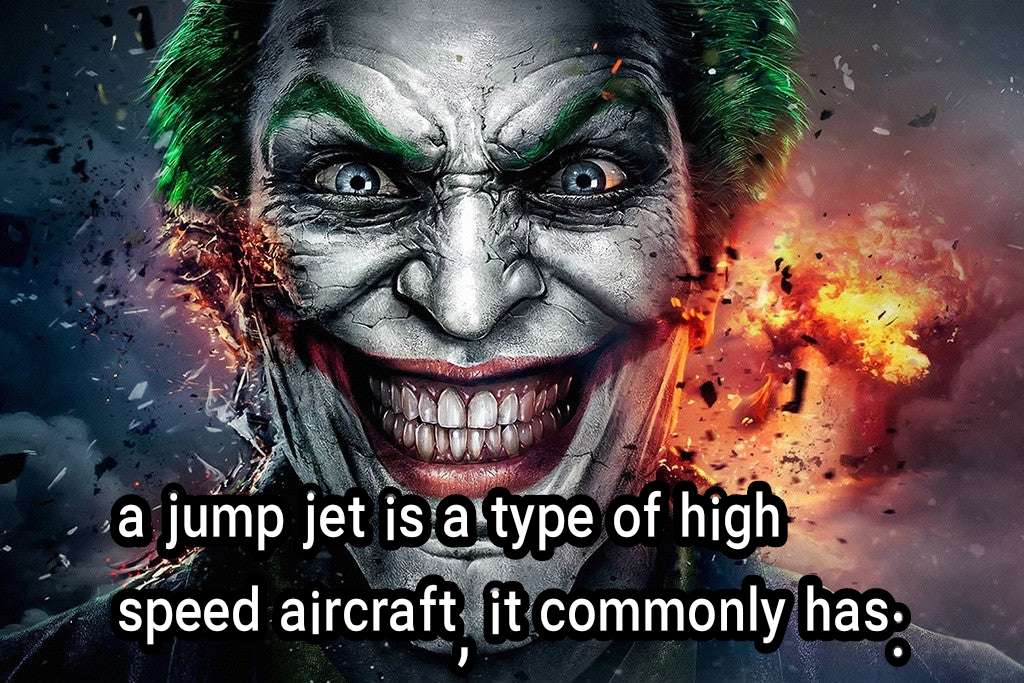 a jump jet is a type of high
speed aircraft, it commonly has: